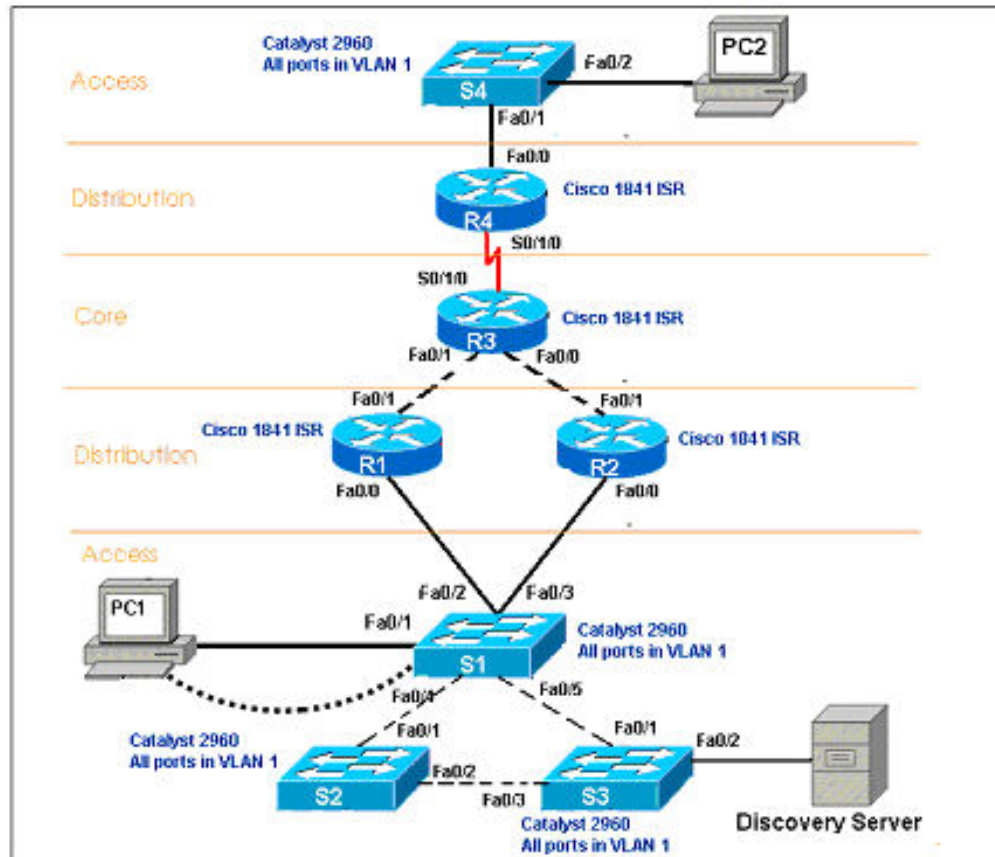 Catalyst 2960
All ports in VLAN 1
PC2
Fa0/2
Access
S4
Fa0/1
Fa0/0
Cisco 1841 ISR
Distribution
R4
S0/1/0
S0/1/0
Core
Cisco 1841 ISR
R3
Fa0/1
Fa0/0
Fa0/1
Fa0/1
Cisco 1841 ISR
Cisco 1841 ISR
Distribution
R1
R2
Fa0/0
Fa0/0
Access
Fa0/2
Fa0/3
PC1
Fa0/1
Catalyst 2960
All ports in VLAN 1
S1
Fa0/4
Fa0/5
Catalyst 2960
All ports in VLAN 1
Fa0/1
Fa0/1
Fa0/2
Fa0/2
S2
Fa0/3
S3
Catalyst 2960
All ports in VLAN 1
Discovery Server